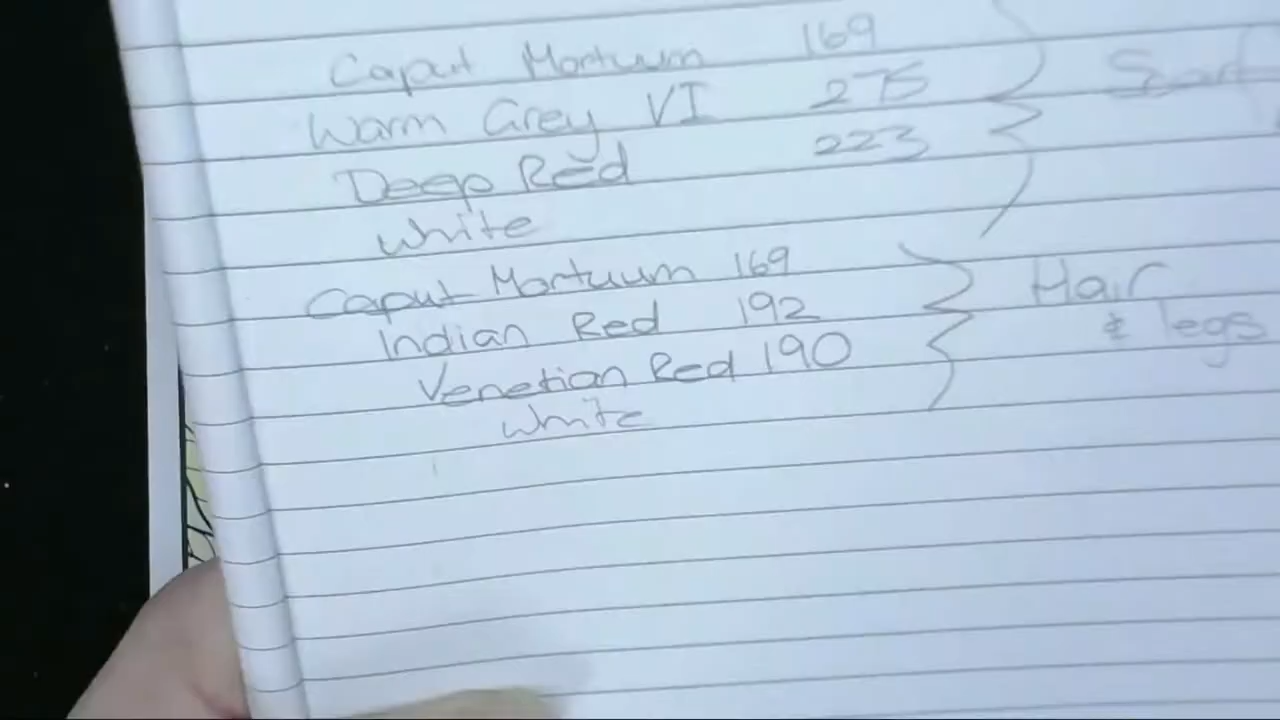 Caput Mortuum 169
Warm Grey VI 275
Deep Red 223
White
Scarf
Caput Mortuum 169
Indian Red 192
Venetian Red 190
White
Hair
& legs